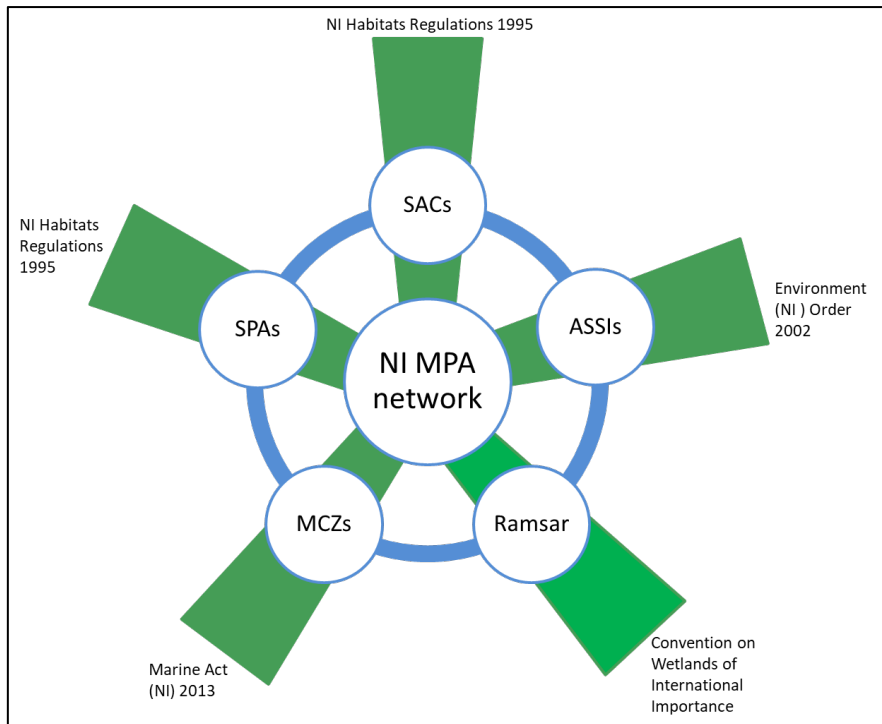 NI Habitats Regulations 1995
SACs
NI Habitats
Regulations
1995
SPAs
ASSIs
Environment
(NI ) Order
2002
NI MPA
network
MCZs
Ramsar
Marine Act
(NI) 2013
Convention on
Wetlands of
International
Importance